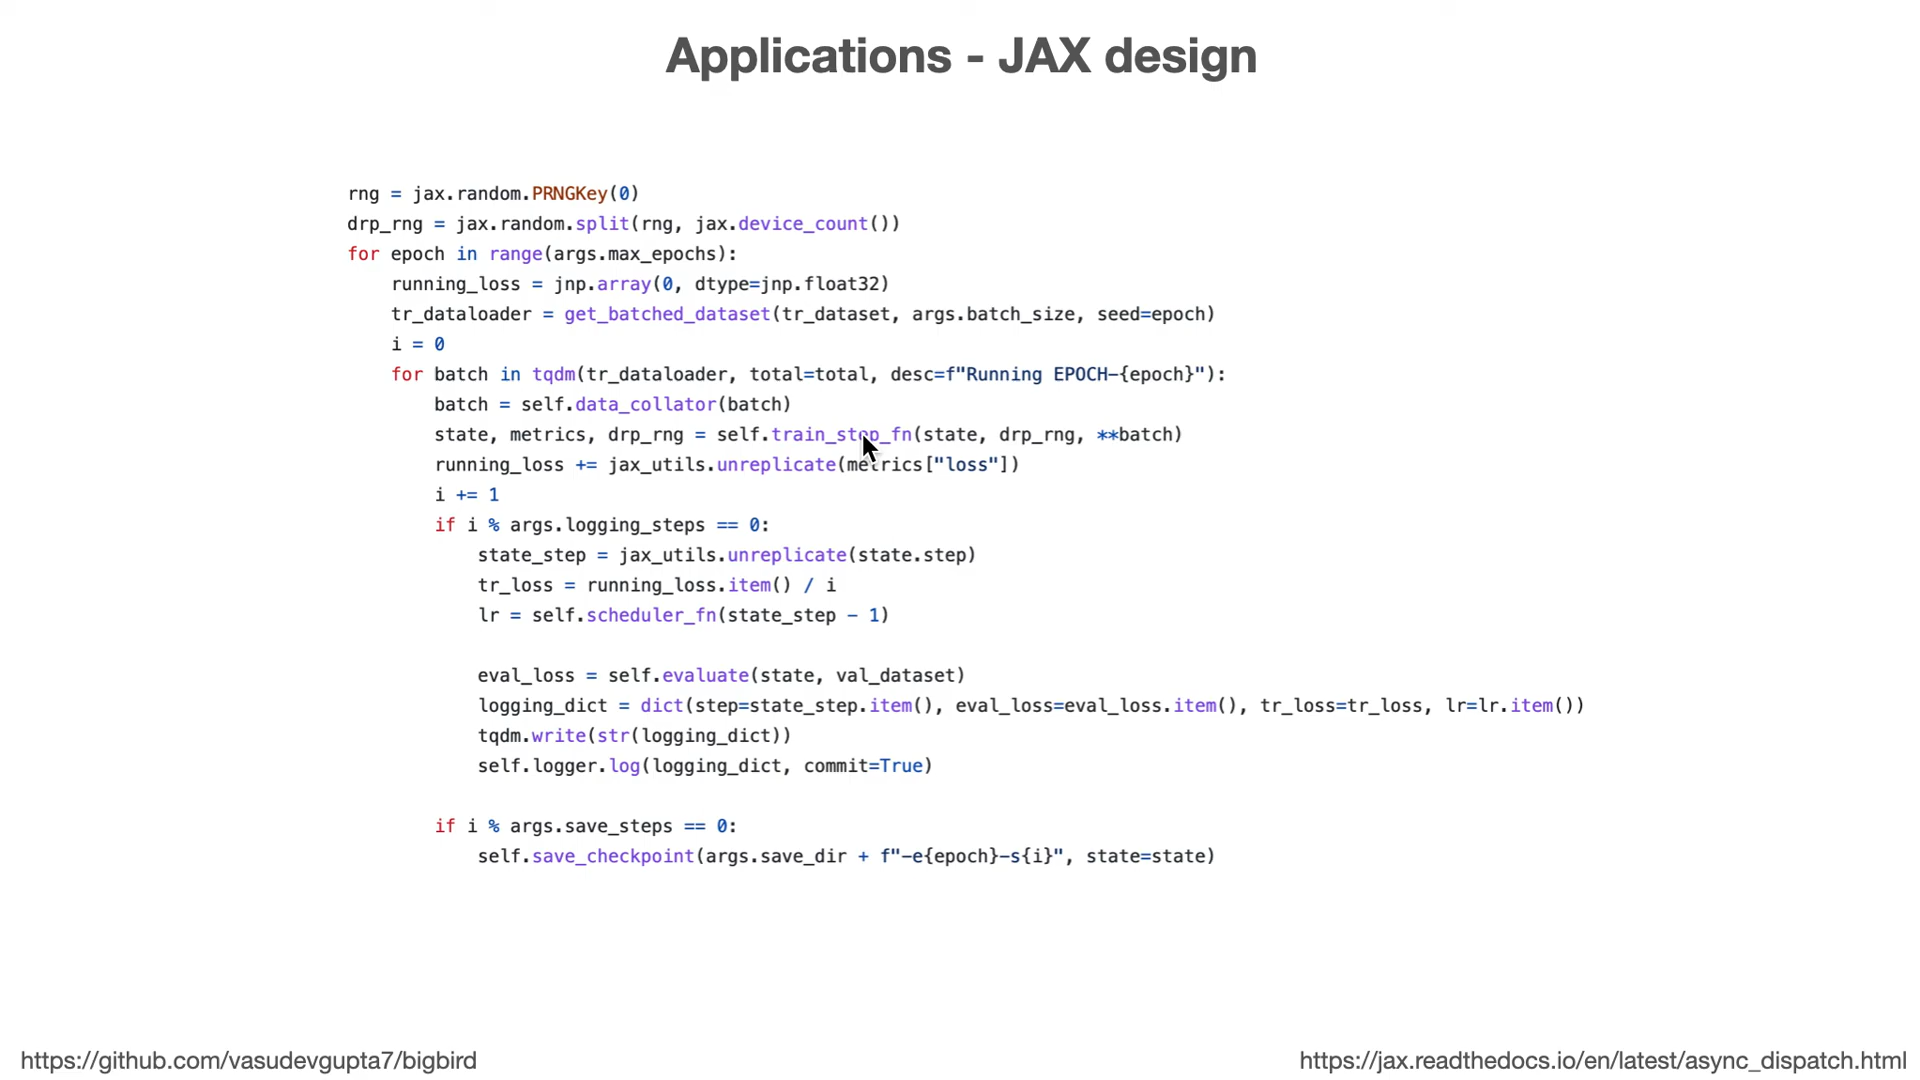 Applications - JAX design
rng = jax.random.PRNGKey(0)
drp_rng = jax.random.split(rng, jax.device_count())
for epoch in range(args.max_epochs):
    running_loss = jnp.array(0, dtype=jnp.float32)
    tr_dataloader = get_batched_dataset(tr_dataset, args.batch_size, seed=epoch)
    i = 0
    for batch in tqdm(tr_dataloader, total=total, desc=f"Running EPOCH-{epoch}"):
        batch = self.data_collator(batch)
        state, metrics, drp_rng = self.train_step_fn(state, drp_rng, **batch)
        running_loss += jax_utils.unreplicate(metrics["loss"])
        i += 1
        if i % args.logging_steps == 0:
            state_step = jax_utils.unreplicate(state.step)
            tr_loss = running_loss.item() / i
            lr = self.scheduler_fn(state_step - 1)
            eval_loss = self.evaluate(state, val_dataset)
            logging_dict = dict(step=state_step.item(), eval_loss=eval_loss.item(), tr_loss=tr_loss, lr=lr.item())
            tqdm.write(str(logging_dict))
            self.logger.log(logging_dict, commit=True)
        if i % args.save_steps == 0:
            self.save_checkpoint(args.save_dir + f"-e{epoch}-s{i}", state=state)
https://github.com/vasudevgupta7/bigbird
https://jax.readthedocs.io/en/latest/async_dispatch.html